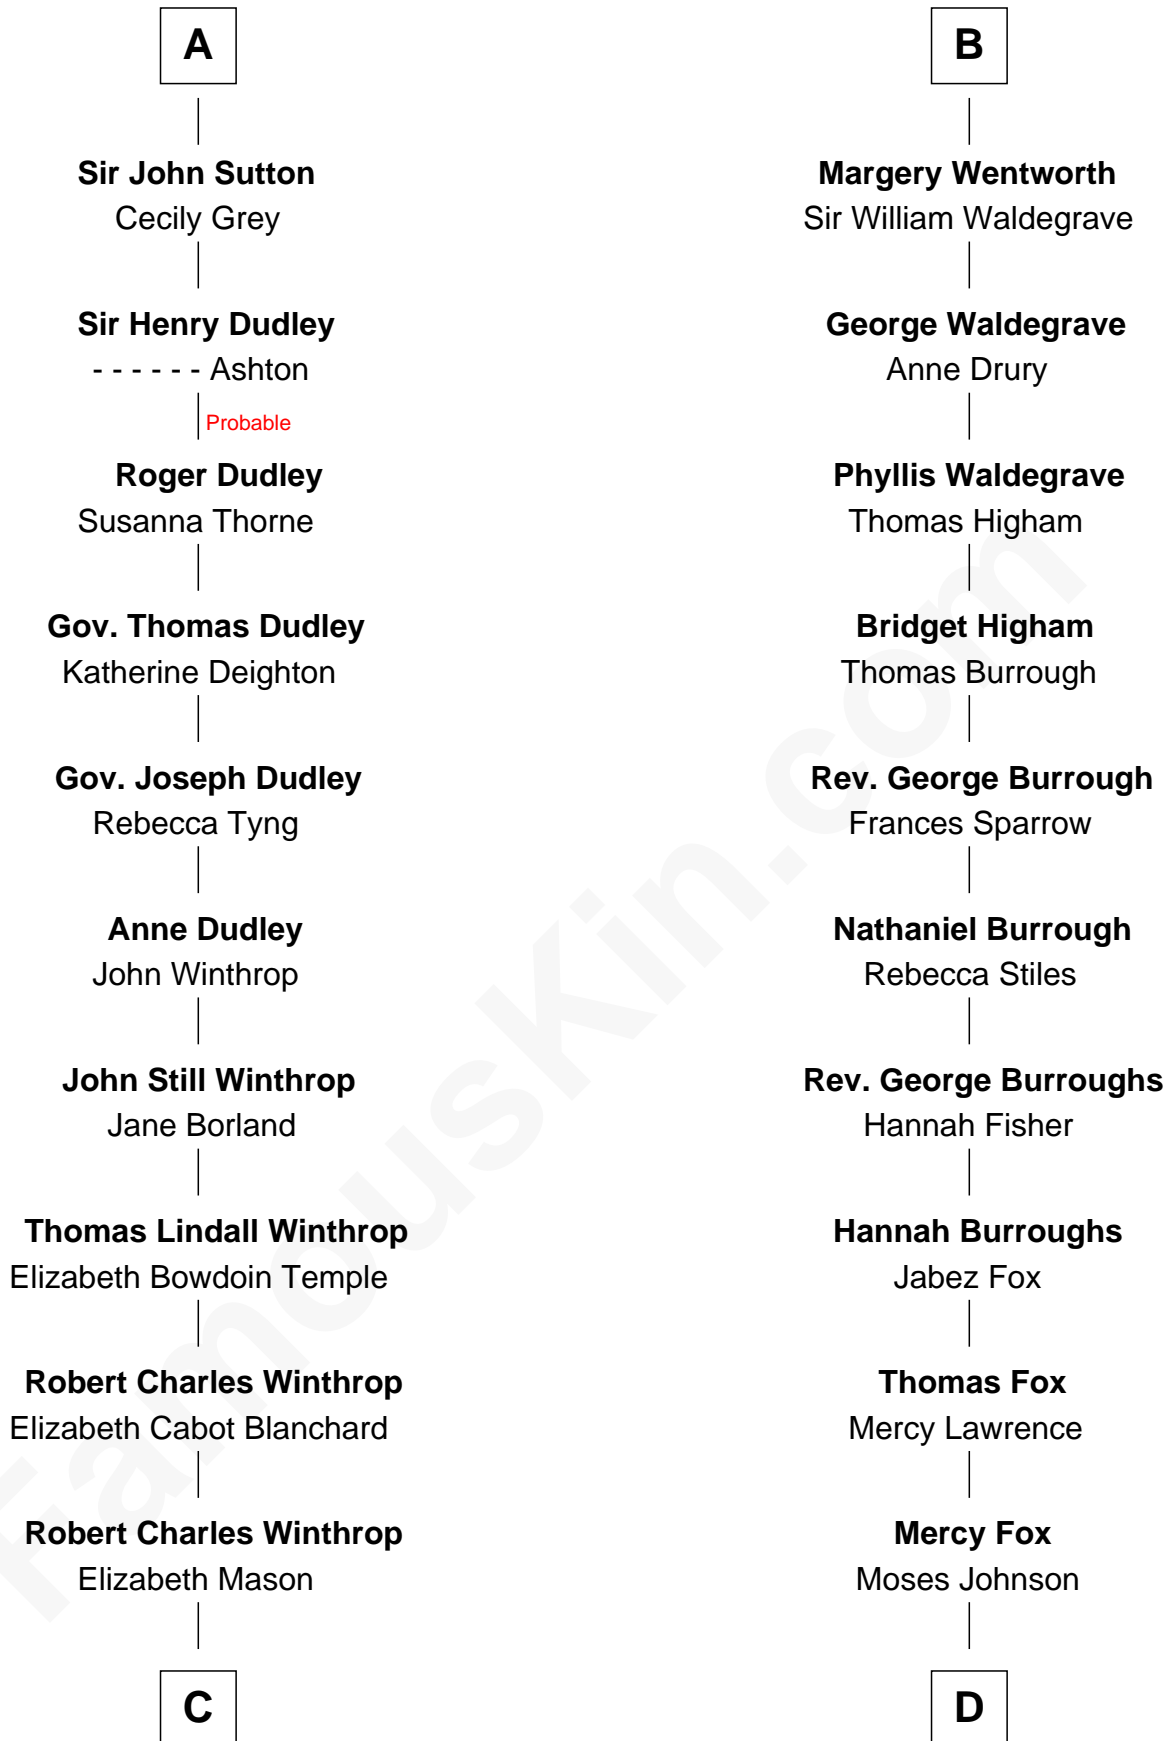 A
Sir John Sutton
Cecily Grey
Sir Henry Dudley
- - - - - - Ashton
Probable
Roger Dudley
Susanna Thorne
Gov. Thomas Dudley
Katherine Deighton
Gov. Joseph Dudley
Rebecca Tyng
Anne Dudley
John Winthrop
John Still Winthrop
Jane Borland
Thomas Lindall Winthrop
Elizabeth Bowdoin Temple
Robert Charles Winthrop
Elizabeth Cabot Blanchard
Robert Charles Winthrop
Elizabeth Mason
C
B
Margery Wentworth
Sir William Waldegrave
George Waldegrave
Anne Drury
Phyllis Waldegrave
Thomas Higham
Bridget Higham
Thomas Burrough
Rev. George Burrough
Frances Sparrow
Nathaniel Burrough
Rebecca Stiles
Rev. George Burroughs
Hannah Fisher
Hannah Burroughs
Jabez Fox
Thomas Fox
Mercy Lawrence
Mercy Fox
Moses Johnson
D
FamousKin.com